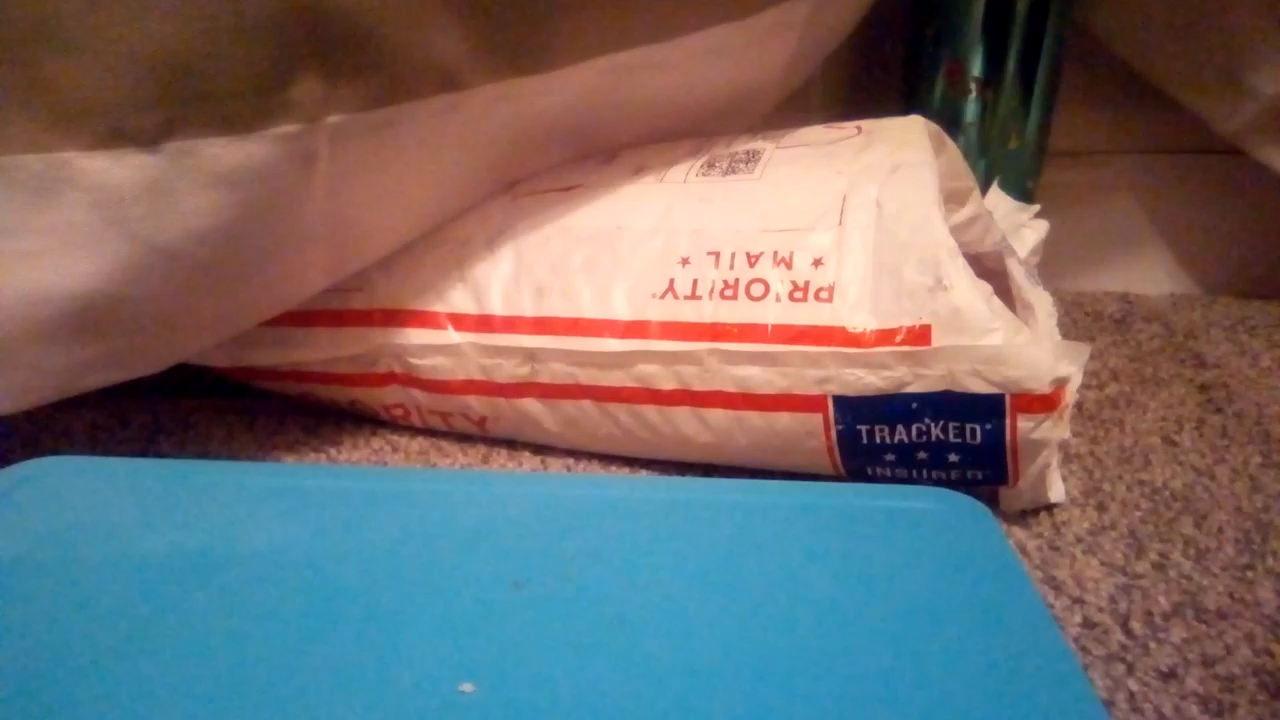 PRIORITY
★ MAIL ★
TRACKED
★ ★ ★
INSURED